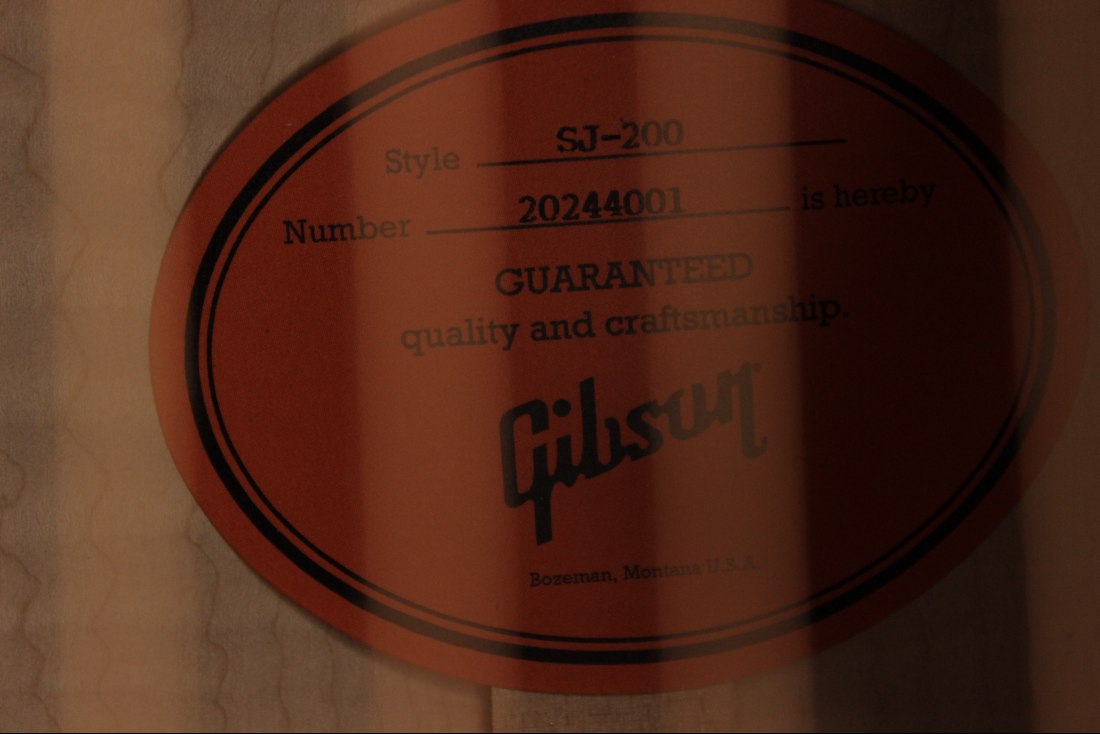 Style SJ-200
Number 20244001 is hereby
GUARANTEED
quality and craftsmanship.
Gibson
Bozeman, Montana U.S.A.